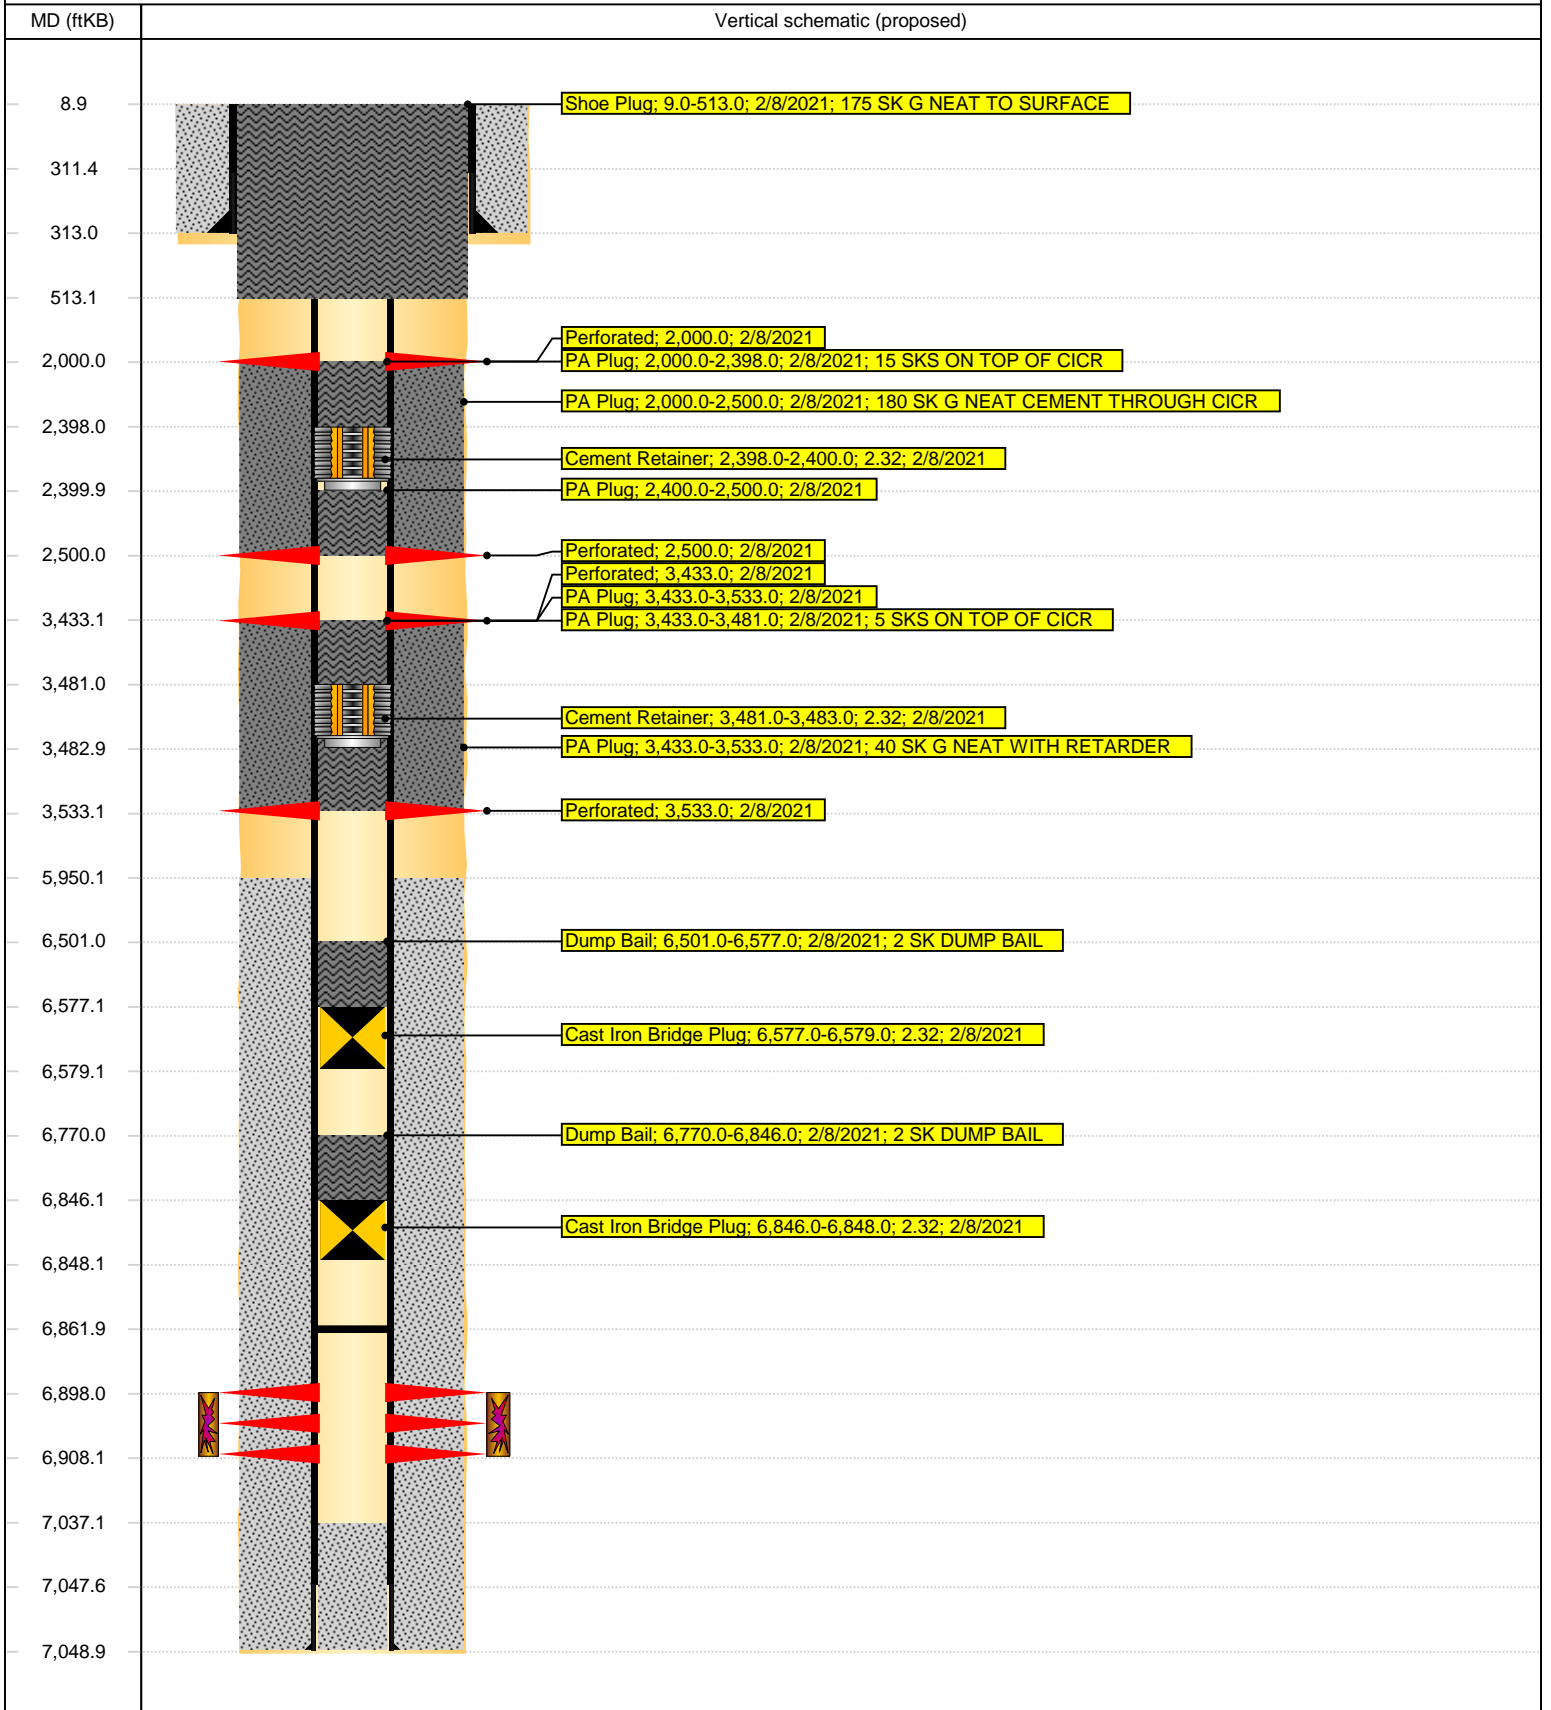 MD (ftKB)
Vertical schematic (proposed)
8.9
Shoe Plug; 9.0-513.0; 2/8/2021; 175 SK G NEAT TO SURFACE
311.4
313.0
513.1
Perforated; 2,000.0; 2/8/2021
2,000.0
PA Plug; 2,000.0-2,398.0; 2/8/2021; 15 SKS ON TOP OF CICR
PA Plug; 2,000.0-2,500.0; 2/8/2021; 180 SK G NEAT CEMENT THROUGH CICR
2,398.0
Cement Retainer; 2,398.0-2,400.0; 2.32; 2/8/2021
2,399.9
PA Plug; 2,400.0-2,500.0; 2/8/2021
2,500.0
Perforated; 2,500.0; 2/8/2021
Perforated; 3,433.0; 2/8/2021
PA Plug; 3,433.0-3,533.0; 2/8/2021
3,433.1
PA Plug; 3,433.0-3,481.0; 2/8/2021; 5 SKS ON TOP OF CICR
3,481.0
Cement Retainer; 3,481.0-3,483.0; 2.32; 2/8/2021
3,482.9
PA Plug; 3,433.0-3,533.0; 2/8/2021; 40 SK G NEAT WITH RETARDER
3,533.1
Perforated; 3,533.0; 2/8/2021
5,950.1
6,501.0
Dump Bail; 6,501.0-6,577.0; 2/8/2021; 2 SK DUMP BAIL
6,577.1
Cast Iron Bridge Plug; 6,577.0-6,579.0; 2.32; 2/8/2021
6,579.1
6,770.0
Dump Bail; 6,770.0-6,846.0; 2/8/2021; 2 SK DUMP BAIL
6,846.1
Cast Iron Bridge Plug; 6,846.0-6,848.0; 2.32; 2/8/2021
6,848.1
6,861.9
6,898.0
6,908.1
7,037.1
7,047.6
7,048.9